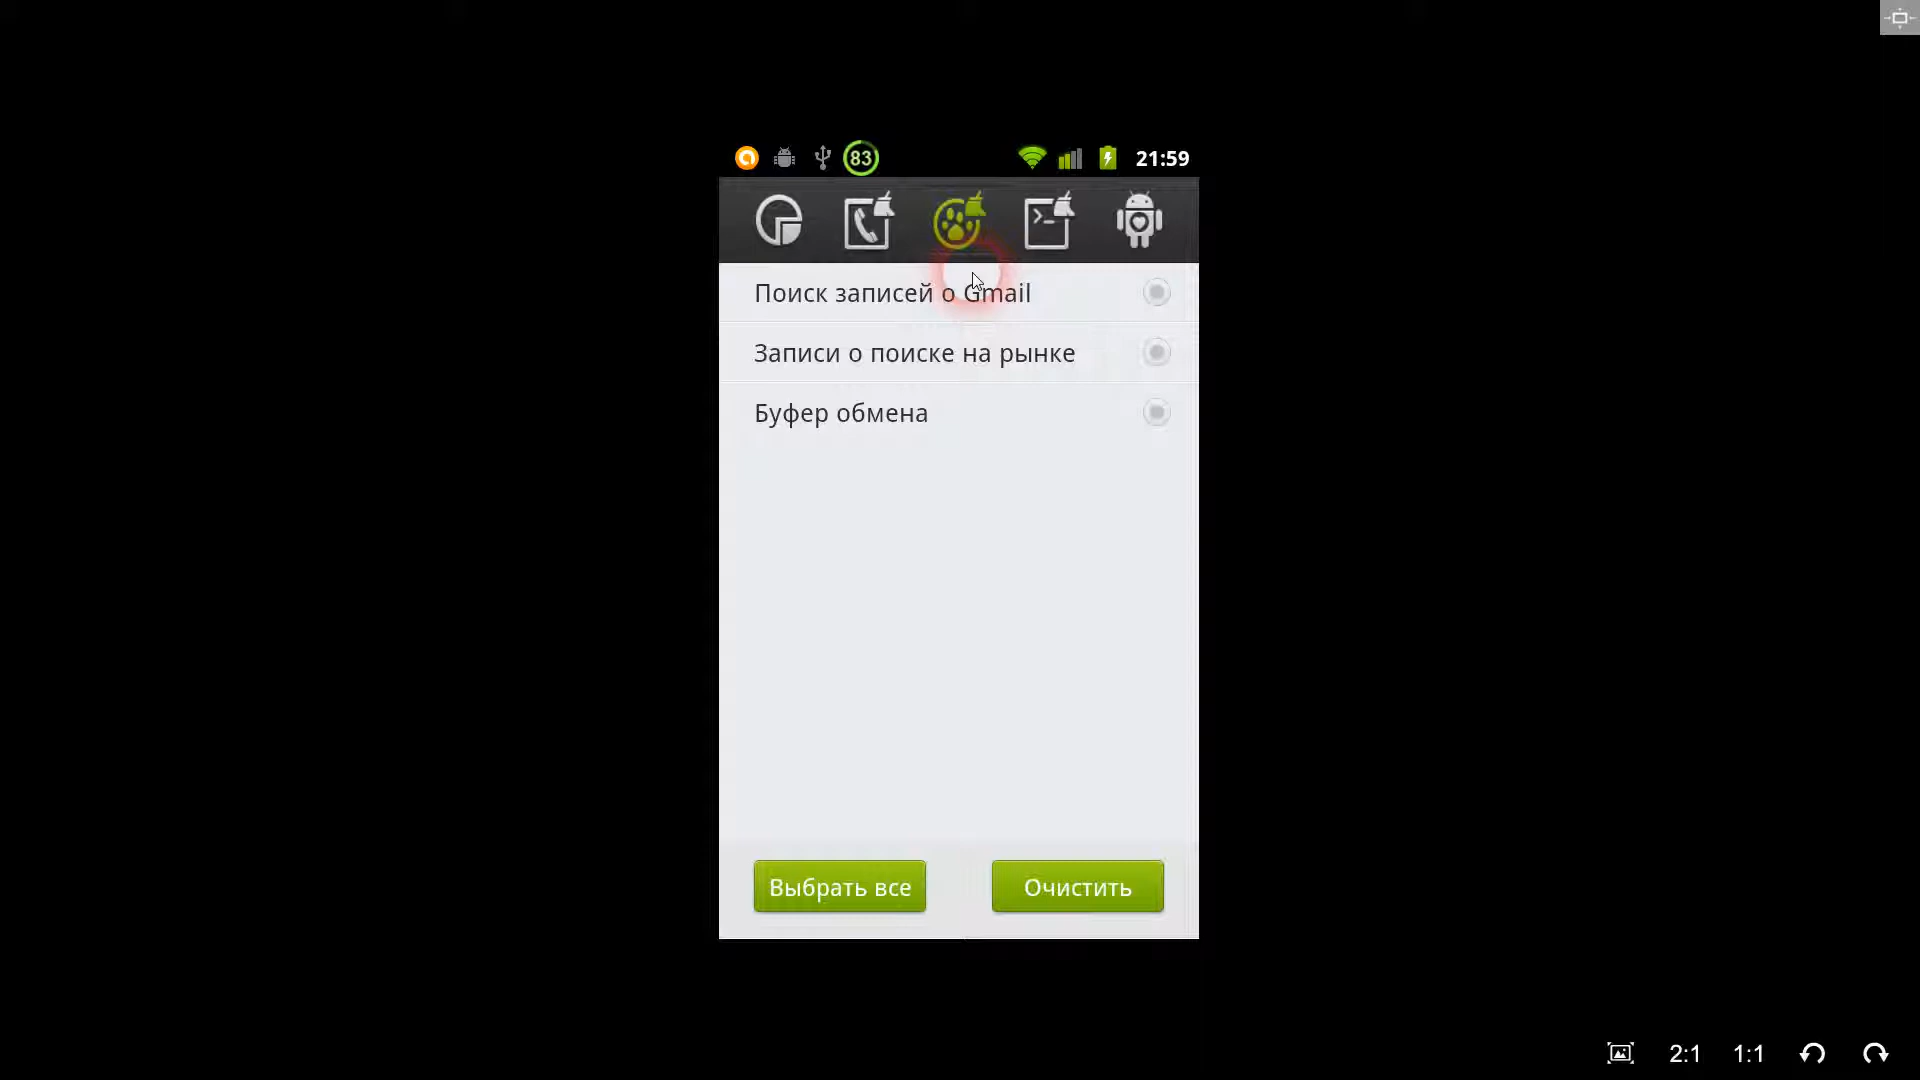 83
21:59
Поиск записей о Gmail
Записи о поиске на рынке
Буфер обмена
Выбрать все
Очистить
2:1
1:1